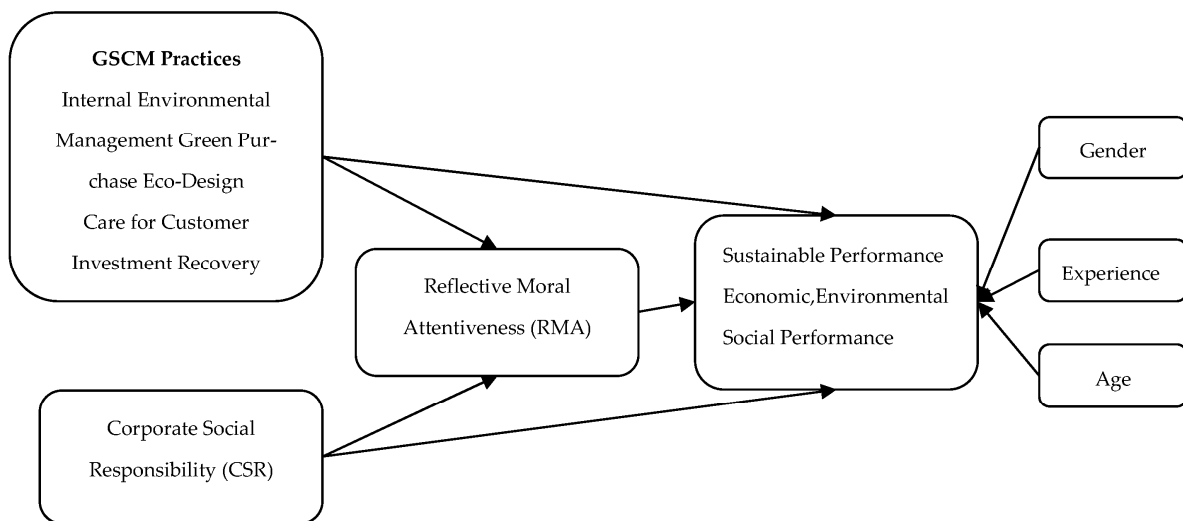 GSCM Practices
Internal Environmental
Management Green Pur-
chase Eco-Design
Care for Customer
Investment Recovery
Reflective Moral
Attentiveness (RMA)
Corporate Social
Responsibility (CSR)
Sustainable Performance
Economic,Environmental
Social Performance
Gender
Experience
Age